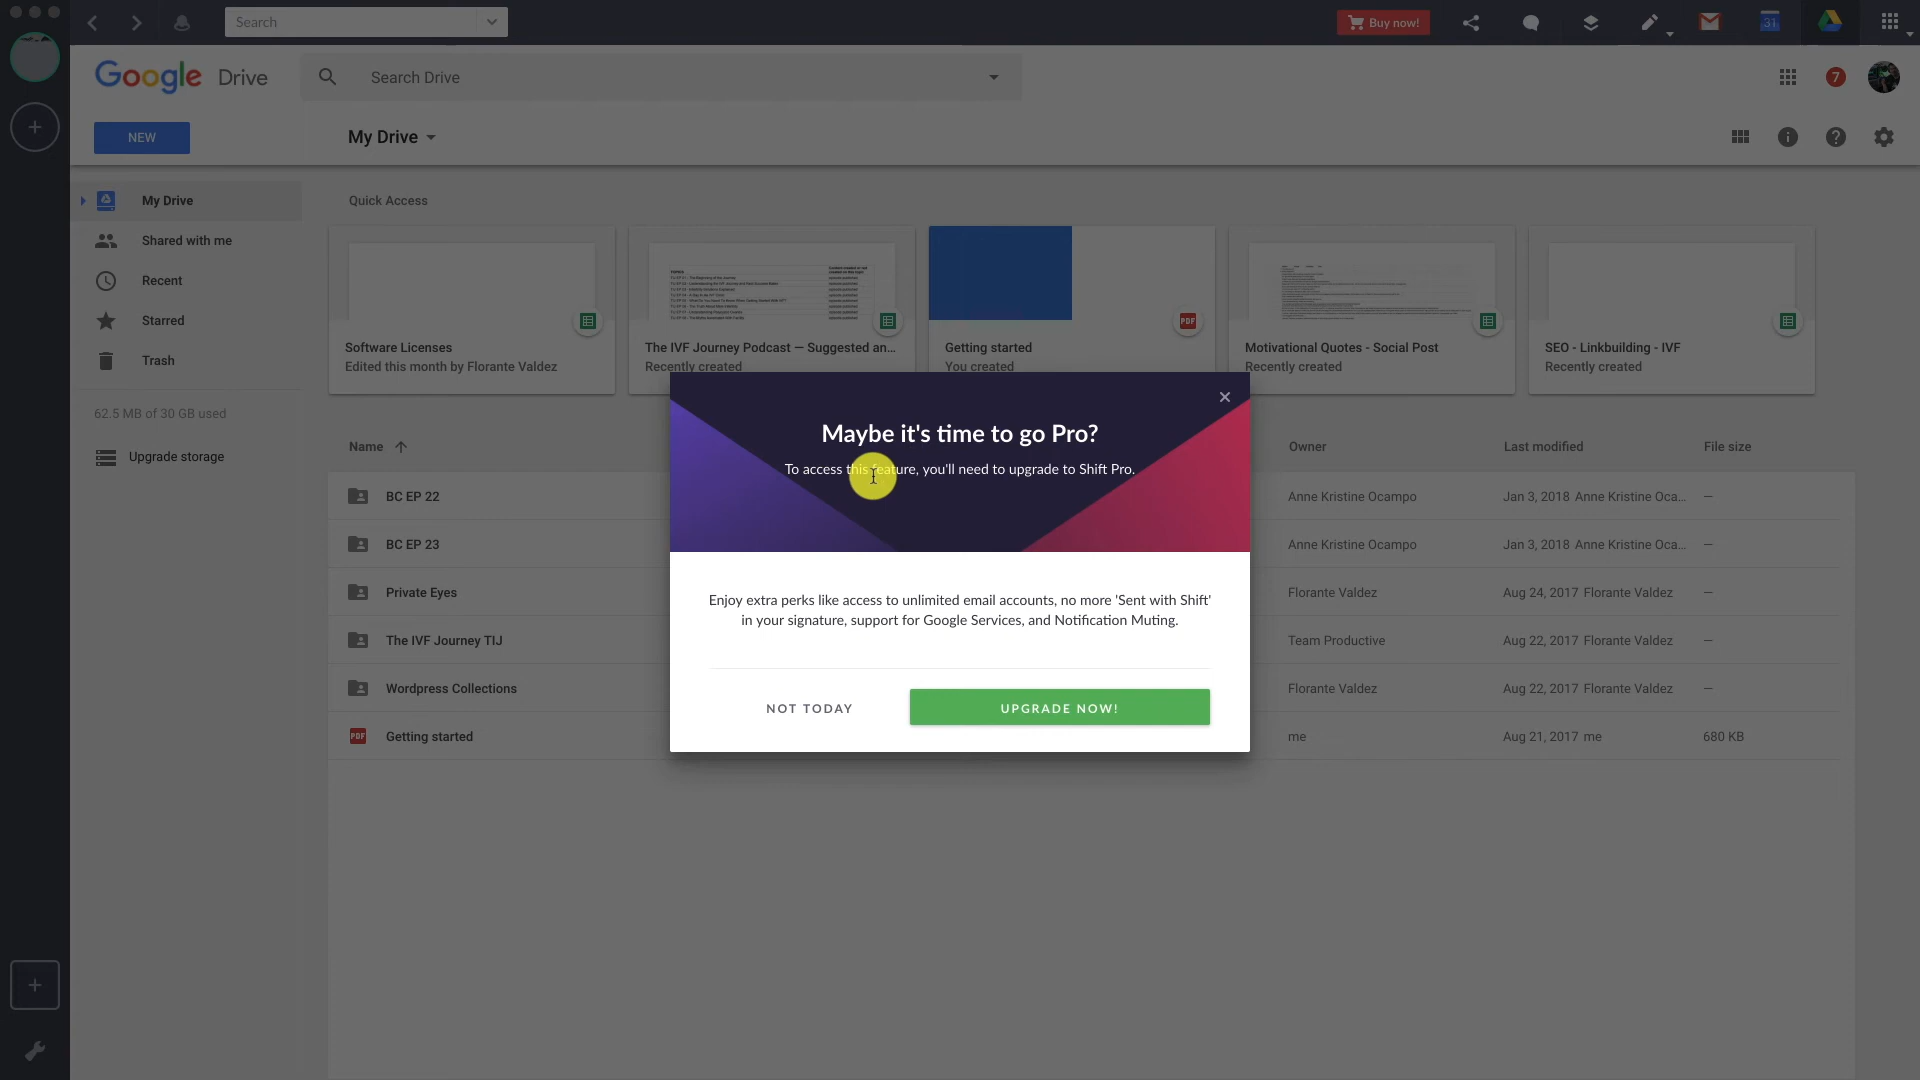 Search
Buy now!
31
Google Drive
Search Drive
7
NEW
My Drive
My Drive
Shared with me
Recent
Starred
Trash
62.5 MB of 30 GB used
Upgrade storage
Quick Access
Software Licenses
Edited this month by Florante Valdez
The IVF Journey Podcast — Suggested an...
Recently created
PDF
Getting started
You created
Motivational Quotes - Social Post
Recently created
SEO - Linkbuilding - IVF
Recently created
Name
Owner
Last modified
File size
BC EP 22
Anne Kristine Ocampo
Jan 3, 2018 Anne Kristine Oca... —
BC EP 23
Anne Kristine Ocampo
Jan 3, 2018 Anne Kristine Oca... —
Private Eyes
Florante Valdez
Aug 24, 2017 Florante Valdez —
The IVF Journey TIJ
Team Productive
Aug 22, 2017 Florante Valdez —
Wordpress Collections
Florante Valdez
Aug 22, 2017 Florante Valdez —
PDF Getting started
me
Aug 21, 2017 me 680 KB
Maybe it's time to go Pro?
To access this feature, you'll need to upgrade to Shift Pro.
Enjoy extra perks like access to unlimited email accounts, no more 'Sent with Shift'
in your signature, support for Google Services, and Notification Muting.
NOT TODAY
UPGRADE NOW!